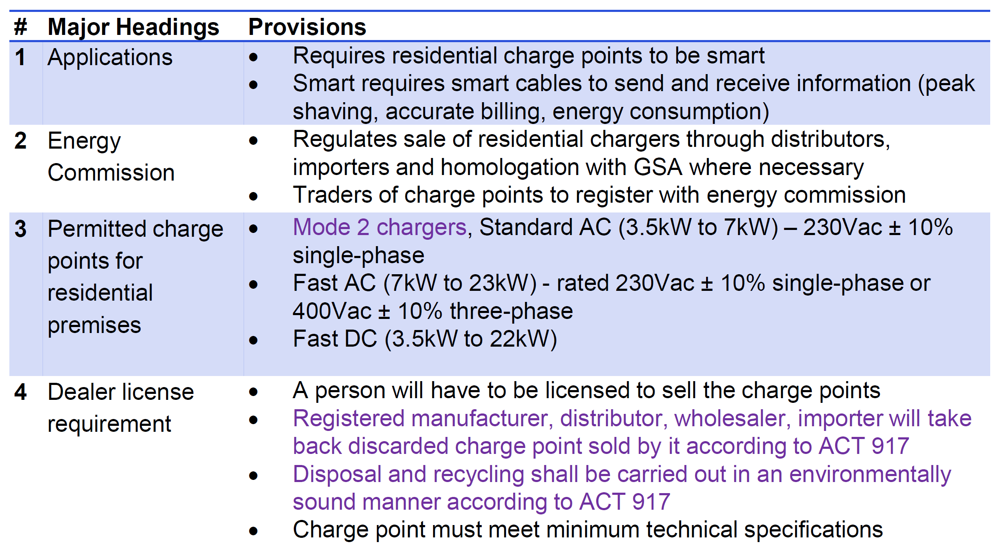 # Major Headings Provisions
1 Applications
• Requires residential charge points to be smart
• Smart requires smart cables to send and receive information (peak
shaving, accurate billing, energy consumption)
2 Energy
Commission
• Regulates sale of residential chargers through distributors,
importers and homologation with GSA where necessary
• Traders of charge points to register with energy commission
3 Permitted charge
points for
residential
premises
• Mode 2 chargers, Standard AC (3.5kW to 7kW) – 230Vac ± 10%
single-phase
• Fast AC (7kW to 23kW) - rated 230Vac ± 10% single-phase or
400Vac ± 10% three-phase
• Fast DC (3.5kW to 22kW)
4 Dealer license
requirement
• A person will have to be licensed to sell the charge points
• Registered manufacturer, distributor, wholesaler, importer will take
back discarded charge point sold by it according to ACT 917
• Disposal and recycling shall be carried out in an environmentally
sound manner according to ACT 917
• Charge point must meet minimum technical specifications